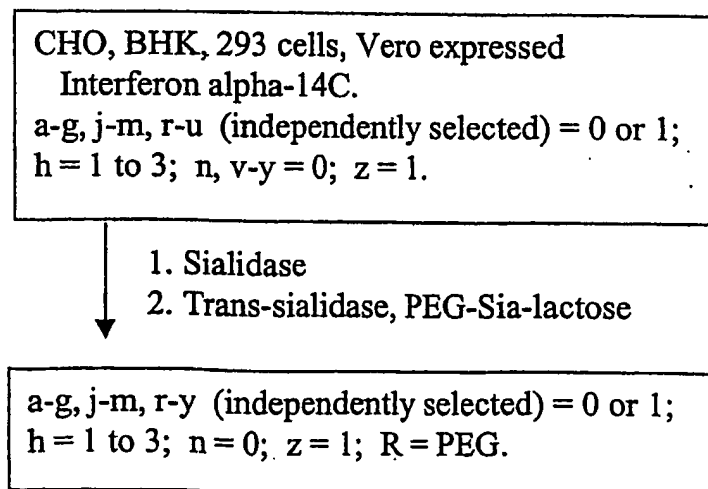 CHO, BHK, 293 cells, Vero expressed
Interferon alpha-14C.
a-g, j-m, r-u (independently selected) = 0 or 1;
h = 1 to 3; n, v-y = 0; z = 1.
1. Sialidase
2. Trans-sialidase, PEG-Sia-lactose
a-g, j-m, r-y (independently selected) = 0 or 1;
h = 1 to 3; n = 0; z = 1; R = PEG.